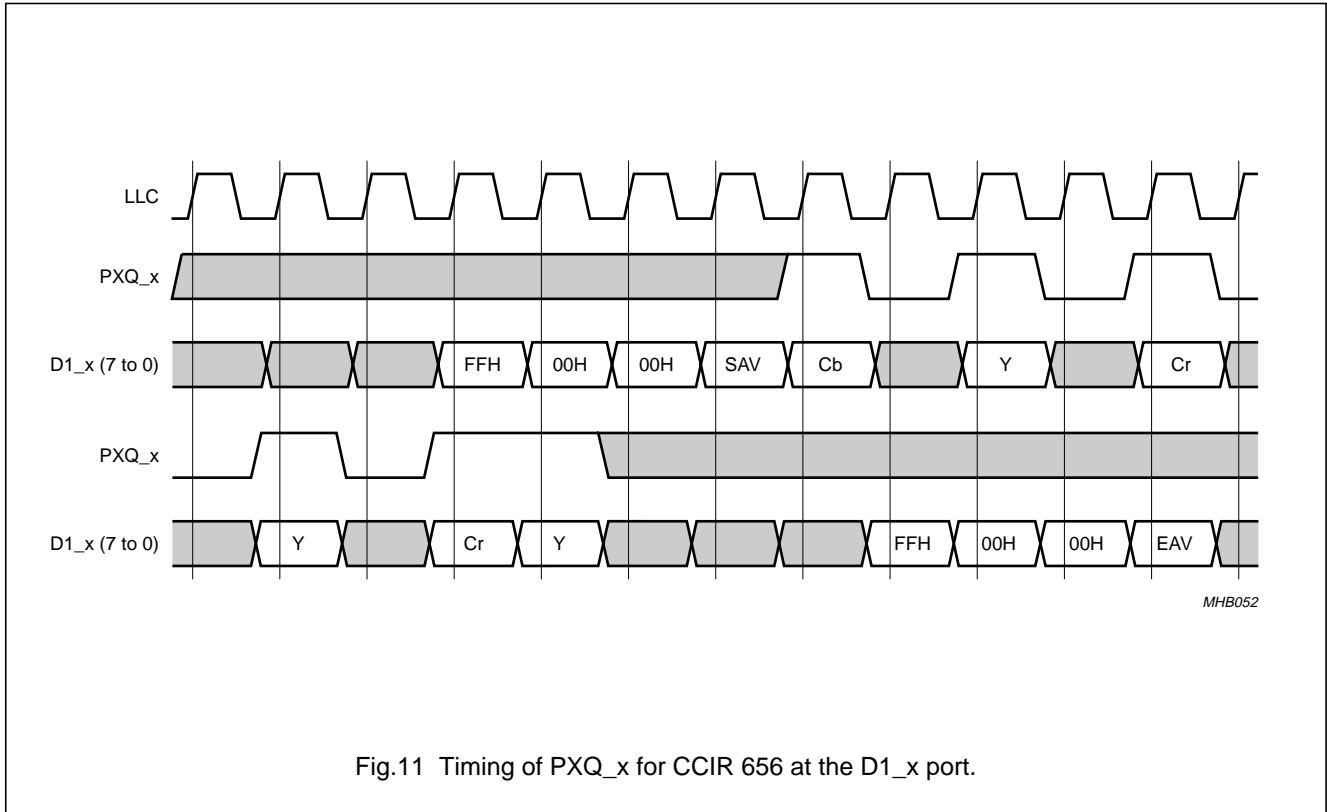 LLC
PXQ_x
D1_x (7 to 0) FFH 00H 00H SAV Cb Y Cr
PXQ_x
D1_x (7 to 0) Y Cr Y FFH 00H 00H EAV
MHB052
Fig.11 Timing of PXQ_x for CCIR 656 at the D1_x port.